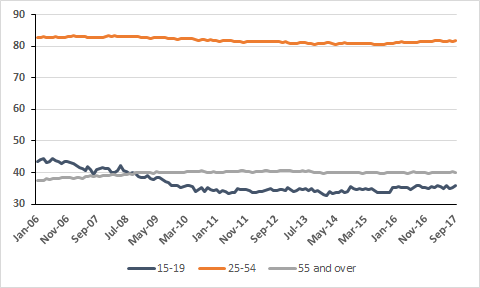 90
80
70
60
50
40
30
Jan-06
Nov-06
Sep-07
Jul-08
May-09
Mar-10
Jan-11
Nov-11
Sep-12
Jul-13
May-14
Mar-15
Jan-16
Nov-16
Sep-17
15-19
25-54
55 and over